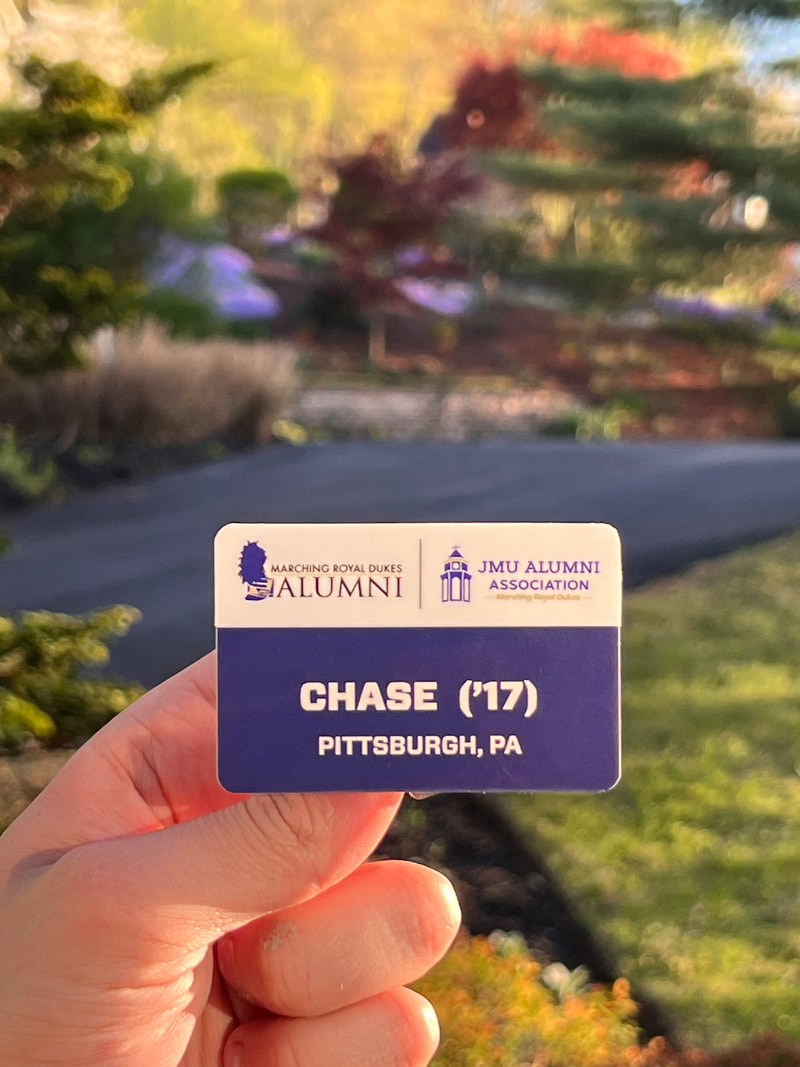 MARCHING ROYAL DUKES
ALUMNI
JMU ALUMNI
ASSOCIATION
Marching Royal Dukes
CHASE ('17)
PITTSBURGH, PA